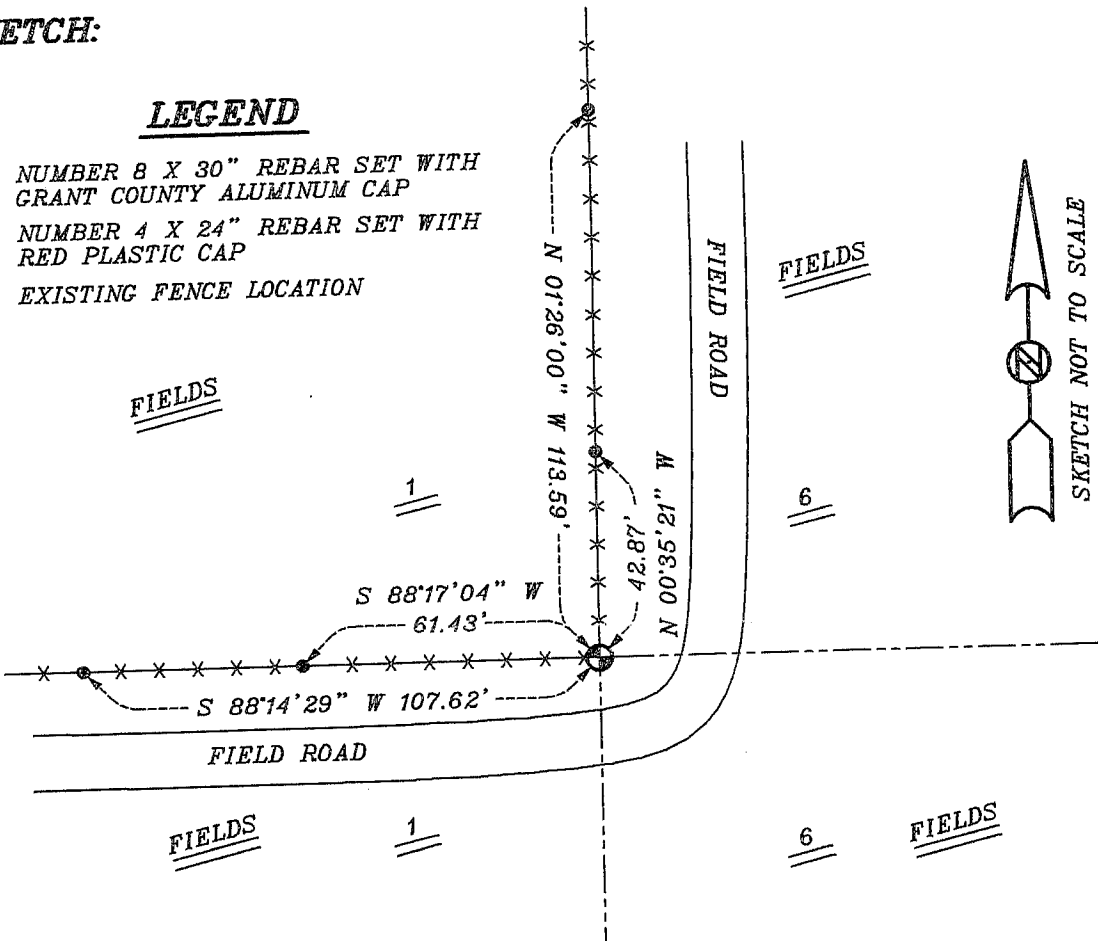 ETCH:
LEGEND
NUMBER 8 X 30" REBAR SET WITH
GRANT COUNTY ALUMINUM CAP
NUMBER 4 X 24" REBAR SET WITH
RED PLASTIC CAP
EXISTING FENCE LOCATION
FIELDS
1
N 01°26'00" W 113.59'
42.87'
N 00°35'21" W
FIELD ROAD
FIELDS
6
N
SKETCH NOT TO SCALE
S 88°17'04" W
61.43'
S 88°14'29" W 107.62'
FIELD ROAD
FIELDS
1
6
FIELDS